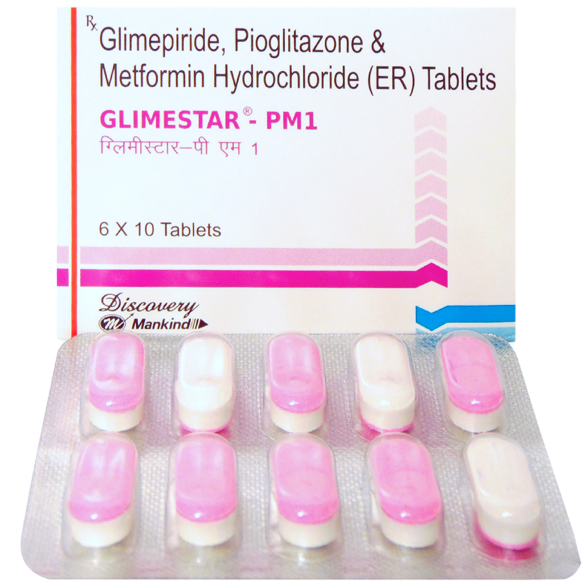 Rx
Glimepiride, Pioglitazone &
Metformin Hydrochloride (ER) Tablets
GLIMESTAR®- PM1
ग्लिमीस्टार–पी एम 1
6 X 10 Tablets
Discovery
Mankind